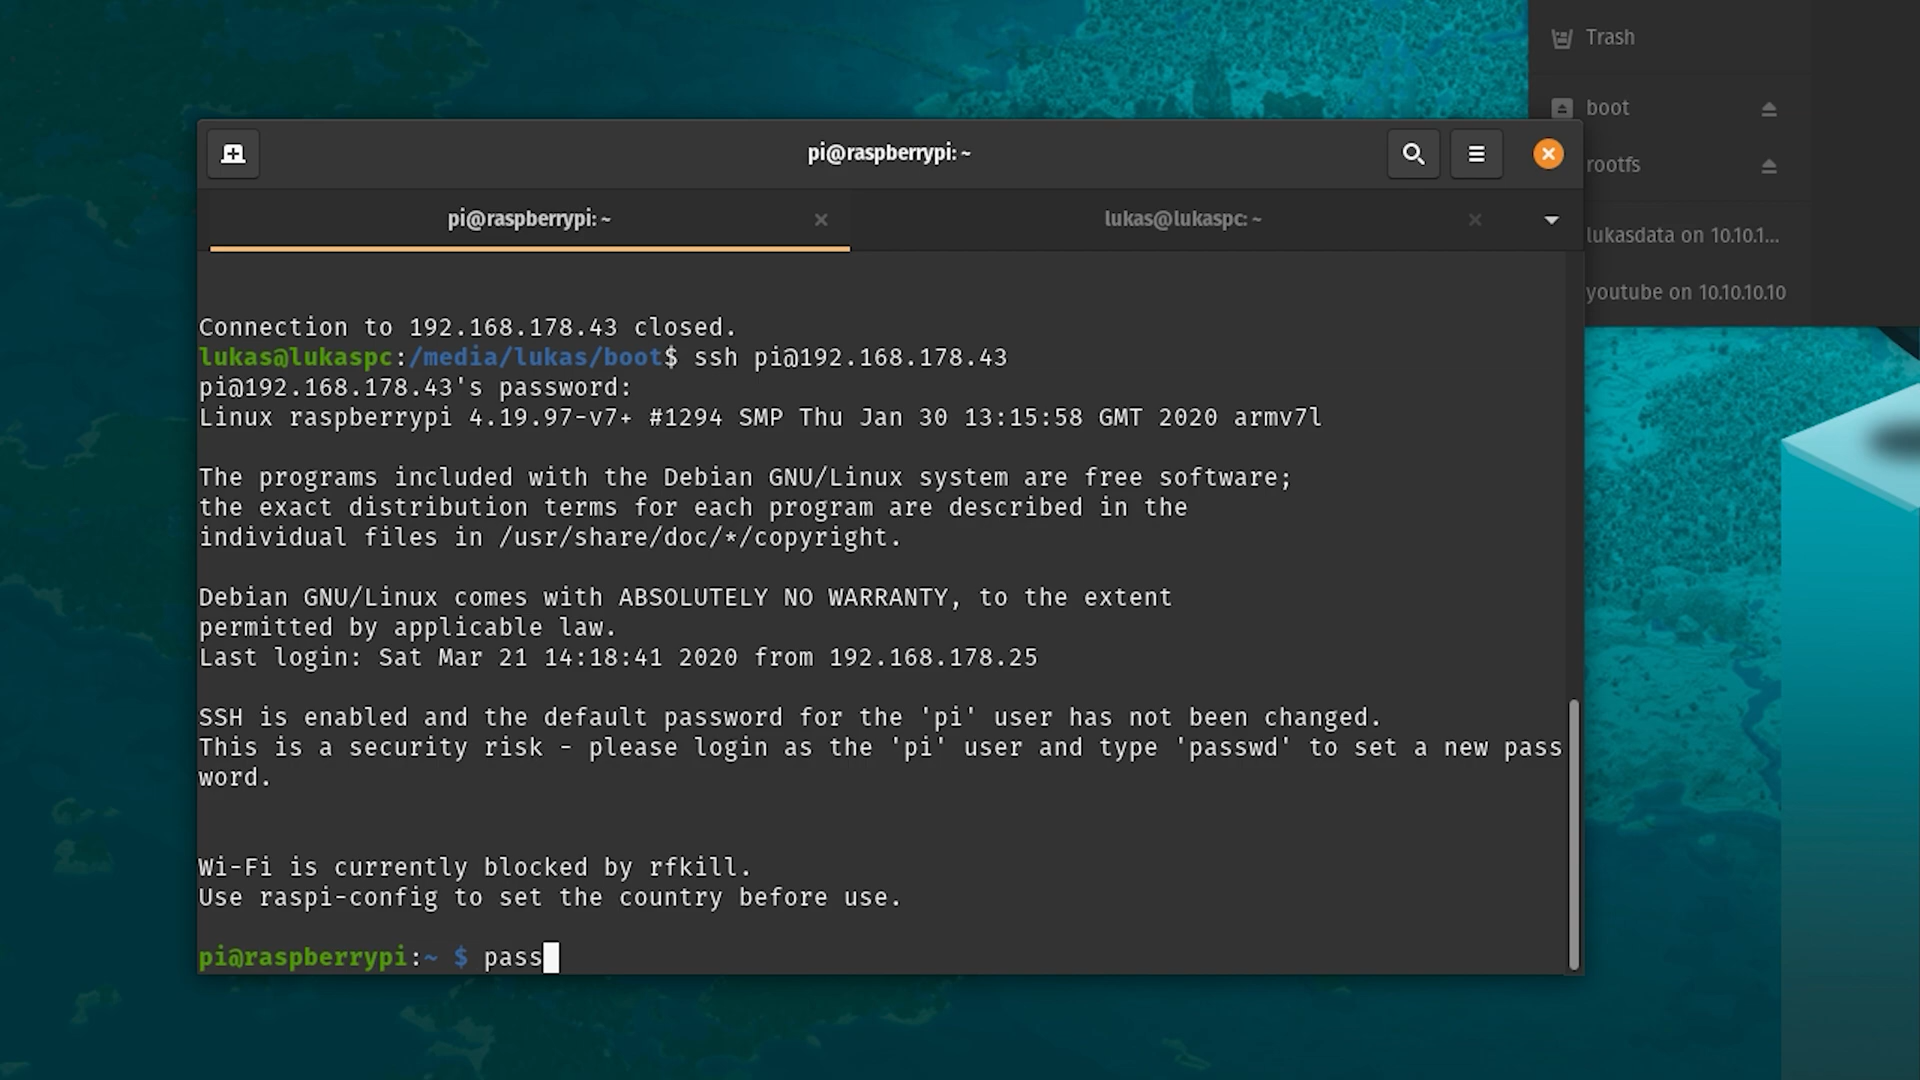 Trash
boot
rootfs
lukasdata on 10.10.1...
youtube on 10.10.10.10
pi@raspberrypi: ~
pi@raspberrypi: ~
lukas@lukaspc: ~
Connection to 192.168.178.43 closed.
lukas@lukaspc:/media/lukas/boot$ ssh pi@192.168.178.43
pi@192.168.178.43's password:
Linux raspberrypi 4.19.97-v7+ #1294 SMP Thu Jan 30 13:15:58 GMT 2020 armv7l
The programs included with the Debian GNU/Linux system are free software;
the exact distribution terms for each program are described in the
individual files in /usr/share/doc/*/copyright.
Debian GNU/Linux comes with ABSOLUTELY NO WARRANTY, to the extent
permitted by applicable law.
Last login: Sat Mar 21 14:18:41 2020 from 192.168.178.25
SSH is enabled and the default password for the 'pi' user has not been changed.
This is a security risk - please login as the 'pi' user and type 'passwd' to set a new pass
word.
Wi-Fi is currently blocked by rfkill.
Use raspi-config to set the country before use.
pi@raspberrypi:~ $ pass